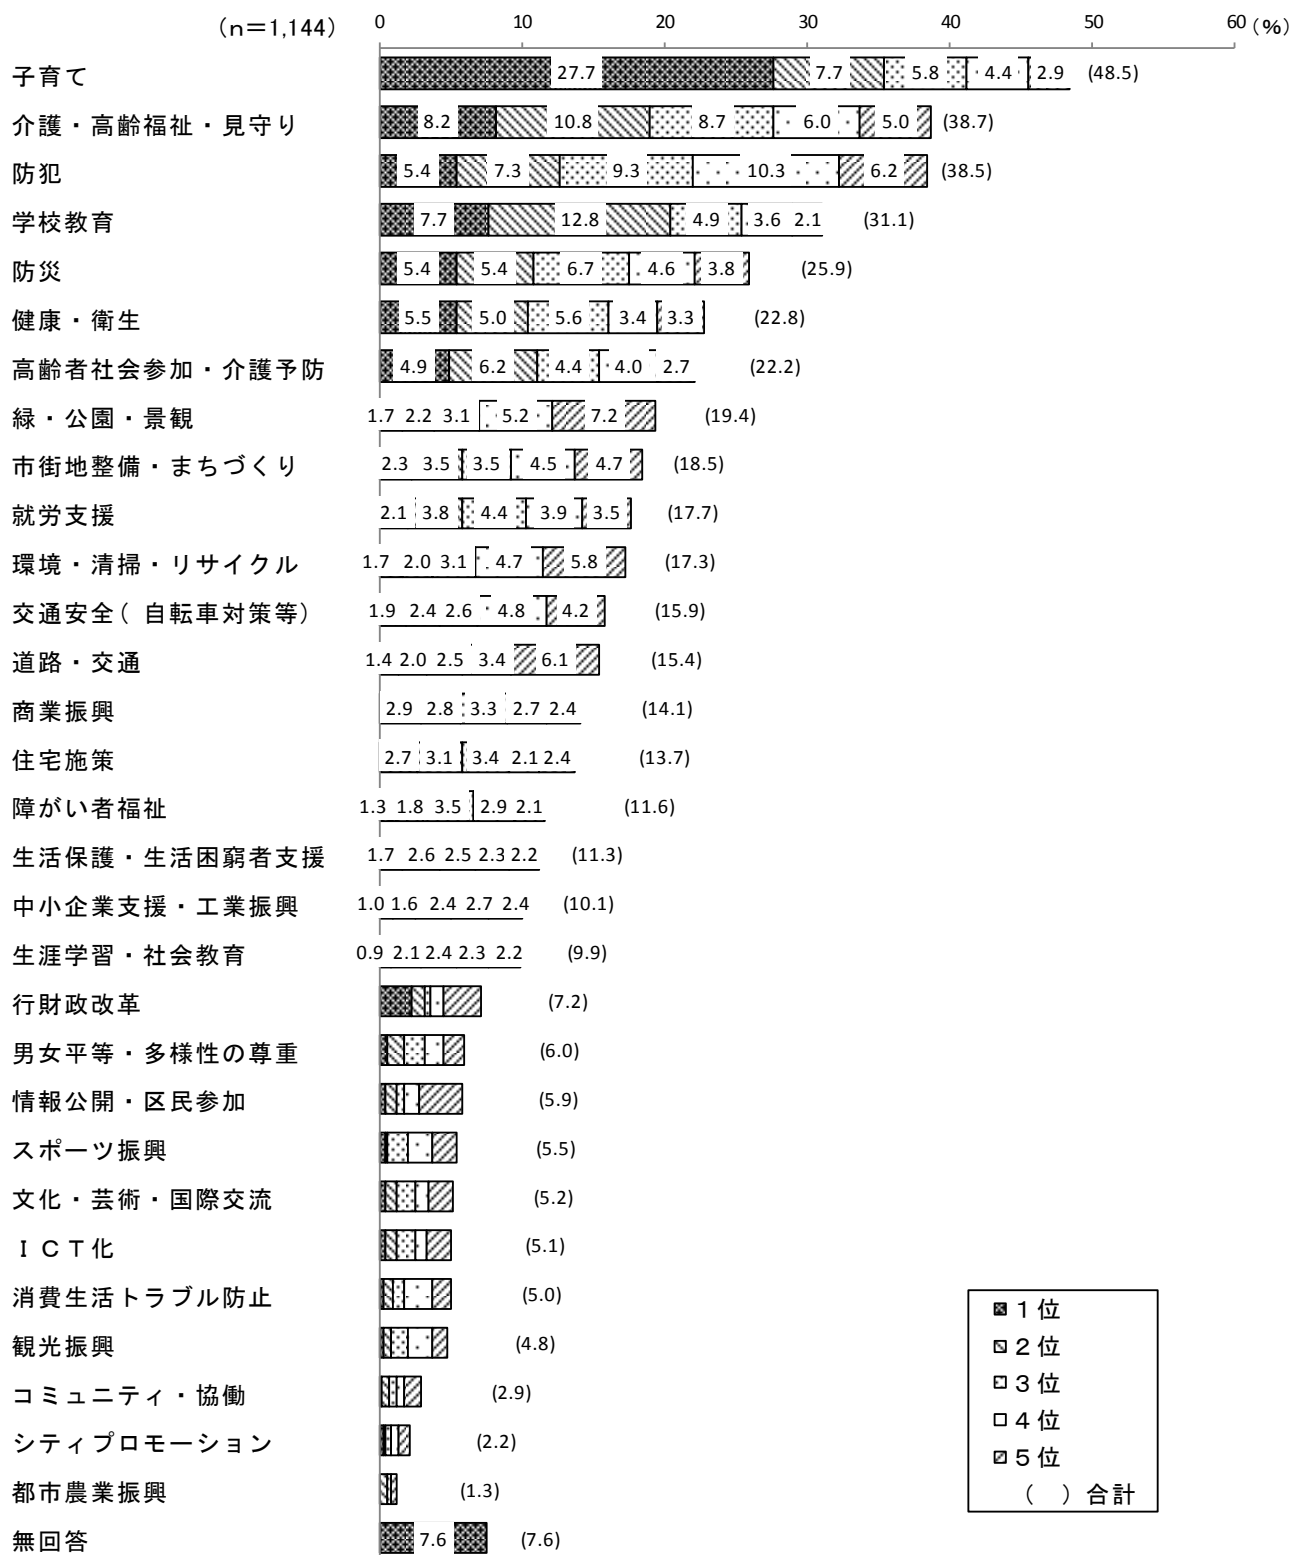 (n=1,144)
0 10 20 30 40 50 60 (%)
子育て 27.7 7.7 5.8 4.4 2.9 (48.5)
介護・高齢福祉・見守り 8.2 10.8 8.7 6.0 5.0 (38.7)
防犯 5.4 7.3 9.3 10.3 6.2 (38.5)
学校教育 7.7 12.8 4.9 3.6 2.1 (31.1)
防災 5.4 5.4 6.7 4.6 3.8 (25.9)
健康・衛生 5.5 5.0 5.6 3.4 3.3 (22.8)
高齢者社会参加・介護予防 4.9 6.2 4.4 4.0 2.7 (22.2)
緑・公園・景観 1.7 2.2 3.1 5.2 7.2 (19.4)
市街地整備・まちづくり 2.3 3.5 3.5 4.5 4.7 (18.5)
就労支援 2.1 3.8 4.4 3.9 3.5 (17.7)
環境・清掃・リサイクル 1.7 2.0 3.1 4.7 5.8 (17.3)
交通安全(自転車対策等) 1.9 2.4 2.6 4.8 4.2 (15.9)
道路・交通 1.4 2.0 2.5 3.4 6.1 (15.4)
商業振興 2.9 2.8 3.3 2.7 2.4 (14.1)
住宅施策 2.7 3.1 3.4 2.1 2.4 (13.7)
障がい者福祉 1.3 1.8 3.5 2.9 2.1 (11.6)
生活保護・生活困窮者支援 1.7 2.6 2.5 2.3 2.2 (11.3)
中小企業支援・工業振興 1.0 1.6 2.4 2.7 2.4 (10.1)
生涯学習・社会教育 0.9 2.1 2.4 2.3 2.2 (9.9)
行財政改革 (7.2)
男女平等・多様性の尊重 (6.0)
情報公開・区民参加 (5.9)
スポーツ振興 (5.5)
文化・芸術・国際交流 (5.2)
ＩＣＴ化 (5.1)
消費生活トラブル防止 (5.0)
観光振興 (4.8)
コミュニティ・協働 (2.9)
シティプロモーション (2.2)
都市農業振興 (1.3)
無回答 7.6 (7.6)
１位
２位
３位
４位
５位
(　)合計